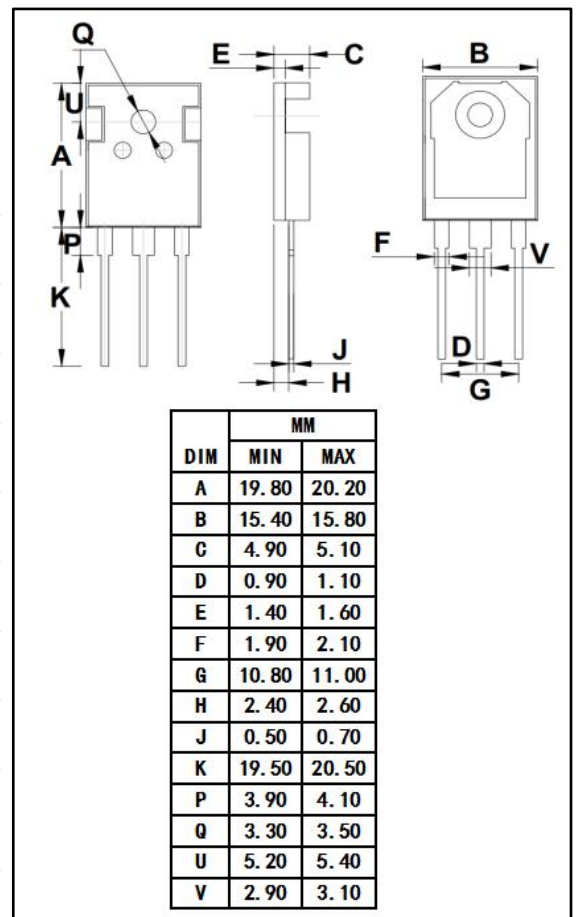 Q
E
C
B
U
A
P
K
F
V
J
H
D
G
MM
DIM MIN MAX
A 19.80 20.20
B 15.40 15.80
C 4.90 5.10
D 0.90 1.10
E 1.40 1.60
F 1.90 2.10
G 10.80 11.00
H 2.40 2.60
J 0.50 0.70
K 19.50 20.50
P 3.90 4.10
Q 3.30 3.50
U 5.20 5.40
V 2.90 3.10